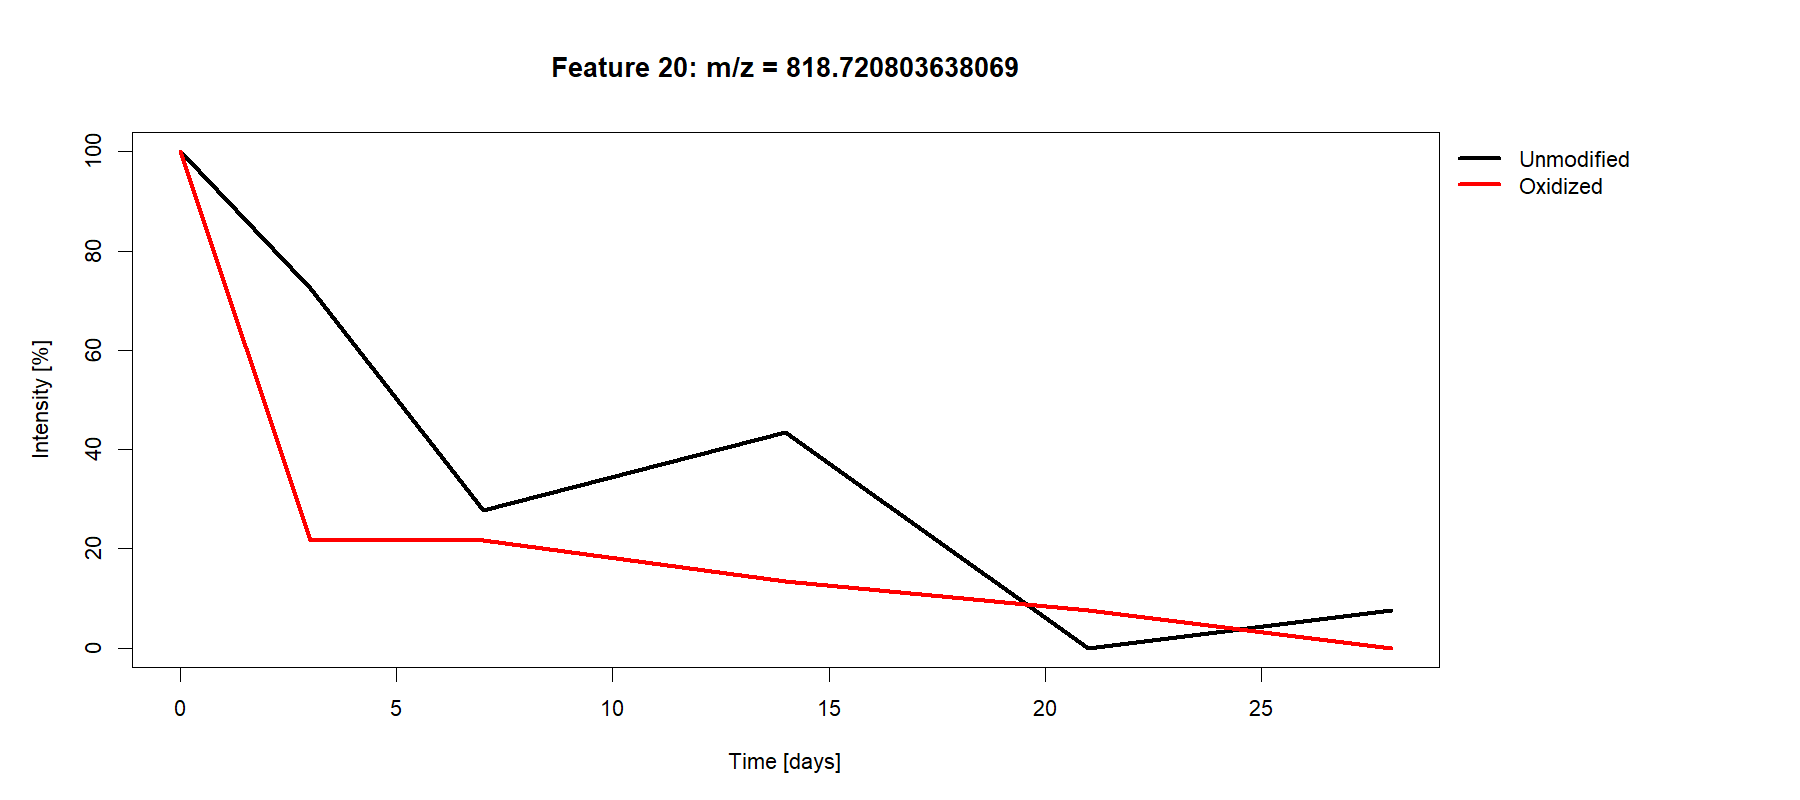 Feature 20: m/z = 818.720803638069
Unmodified
Oxidized
Intensity [%]
100
80
60
40
20
0
0 5 10 15 20 25
Time [days]